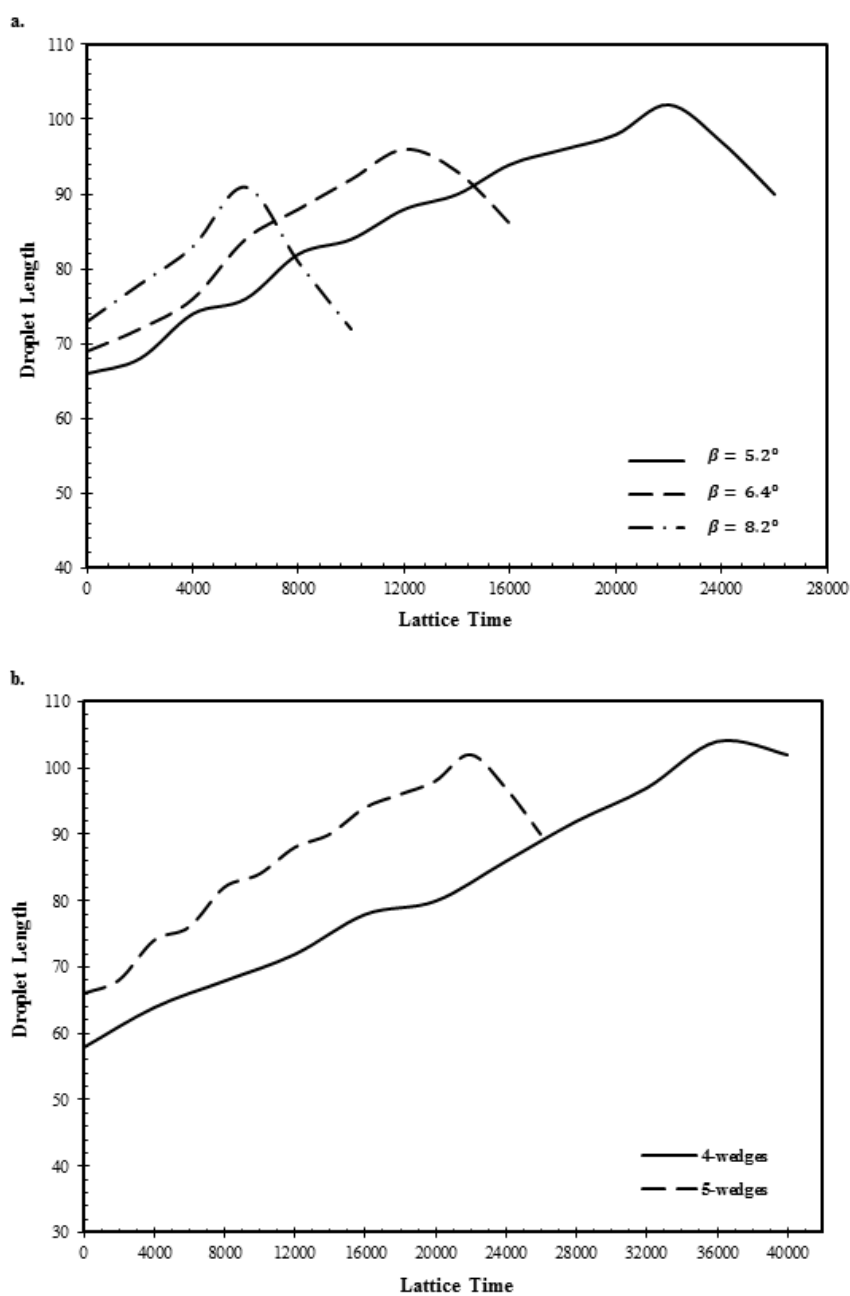 a.
110
100
90
80
70
60
50
40
Droplet Length
β = 5.2°
β = 6.4°
β = 8.2°
0 4000 8000 12000 16000 20000 24000 28000
Lattice Time
b.
110
100
90
80
70
60
50
40
30
Droplet Length
4-wedges
5-wedges
0 4000 8000 12000 16000 20000 24000 28000 32000 36000 40000
Lattice Time